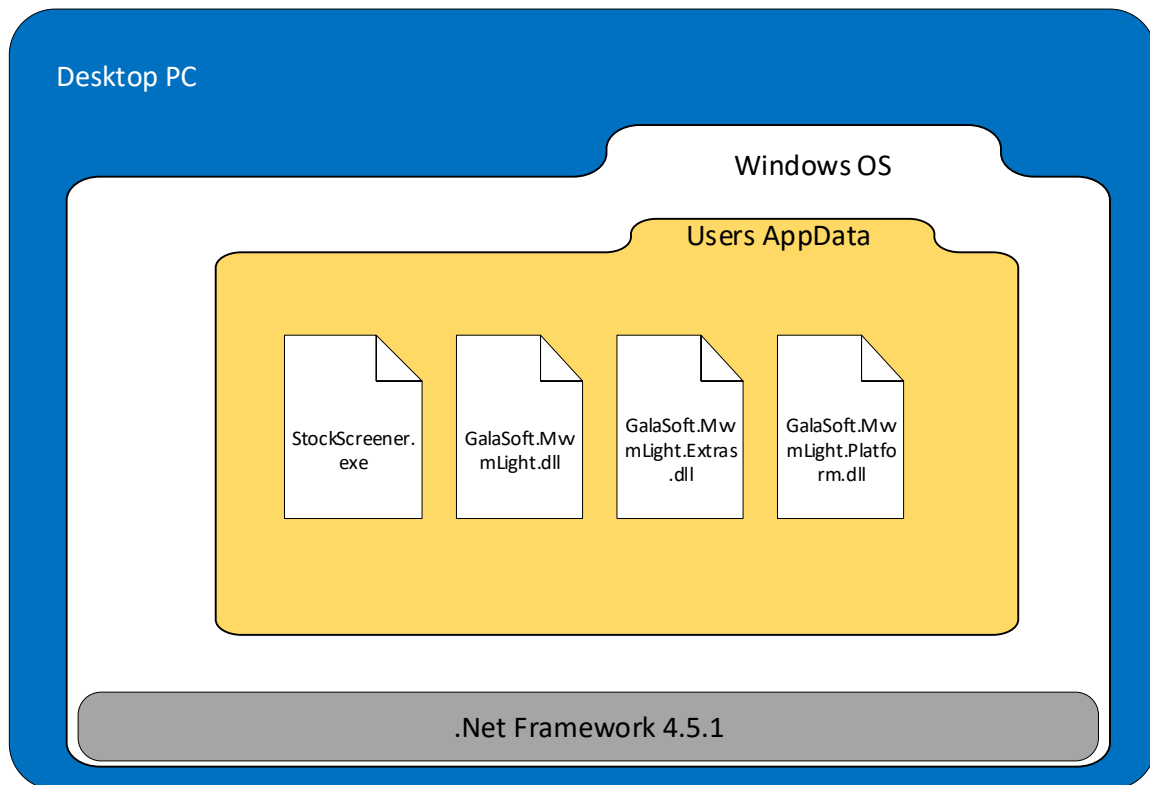 Desktop PC
Windows OS
Users AppData
StockScreener.
exe
GalaSoft.Mvv
mLight.dll
GalaSoft.Mvv
mLight.Extras
.dll
GalaSoft.Mvv
mLight.Platfo
rm.dll
.Net Framework 4.5.1